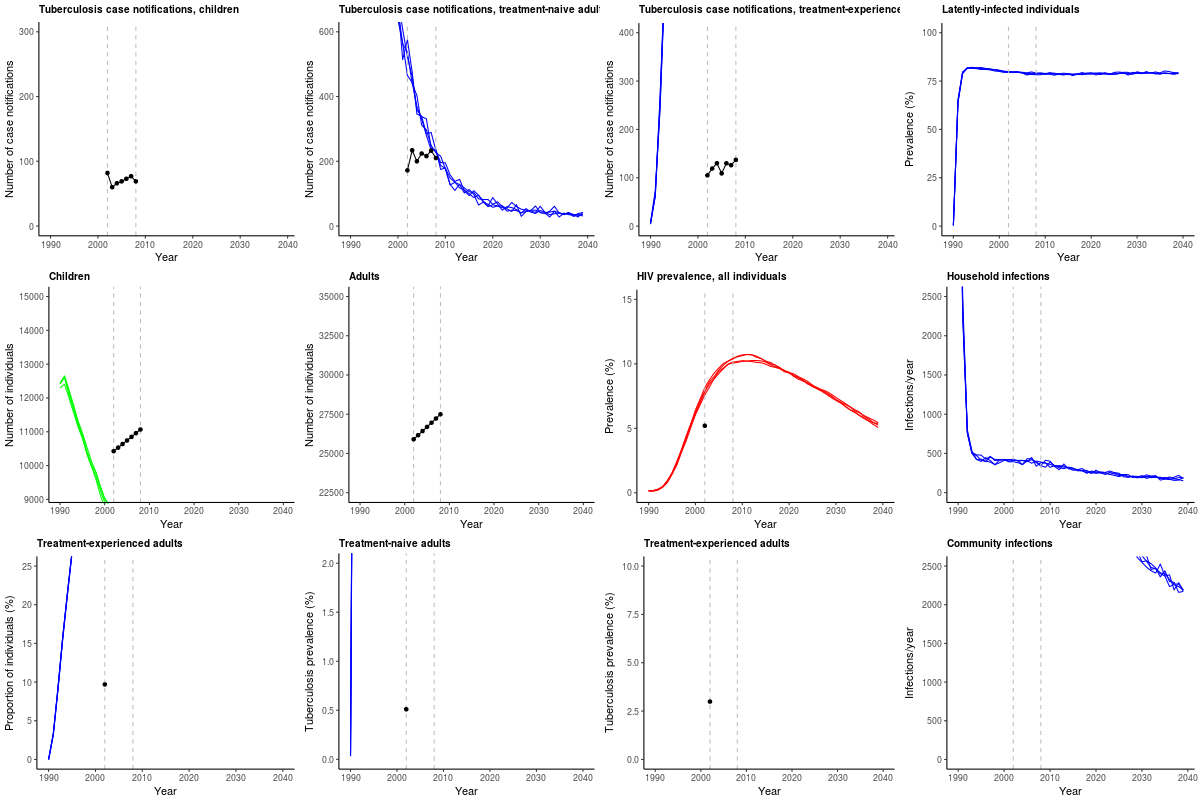 Tuberculosis case notifications, children
Number of case notifications
300
200
100
0
1990 2000 2010 2020 2030 2040
Year
Tuberculosis case notifications, treatment-naive adul
Number of case notifications
600
400
200
0
1990 2000 2010 2020 2030 2040
Year
Tuberculosis case notifications, treatment-experience
Number of case notifications
400
300
200
100
0
1990 2000 2010 2020 2030 2040
Year
Latently-infected individuals
Prevalence (%)
100
75
50
25
0
1990 2000 2010 2020 2030 2040
Year
Children
Number of individuals
15000
14000
13000
12000
11000
10000
9000
1990 2000 2010 2020 2030 2040
Year
Adults
Number of individuals
35000
32500
30000
27500
25000
22500
1990 2000 2010 2020 2030 2040
Year
HIV prevalence, all individuals
Prevalence (%)
15
10
5
0
1990 2000 2010 2020 2030 2040
Year
Household infections
Infections/year
2500
2000
1500
1000
500
0
1990 2000 2010 2020 2030 2040
Year
Treatment-experienced adults
Proportion of individuals (%)
25
20
15
10
5
0
1990 2000 2010 2020 2030 2040
Year
Treatment-naive adults
Tuberculosis prevalence (%)
2.0
1.5
1.0
0.5
0.0
1990 2000 2010 2020 2030 2040
Year
Treatment-experienced adults
Tuberculosis prevalence (%)
10.0
7.5
5.0
2.5
0.0
1990 2000 2010 2020 2030 2040
Year
Community infections
Infections/year
2500
2000
1500
1000
500
0
1990 2000 2010 2020 2030 2040
Year